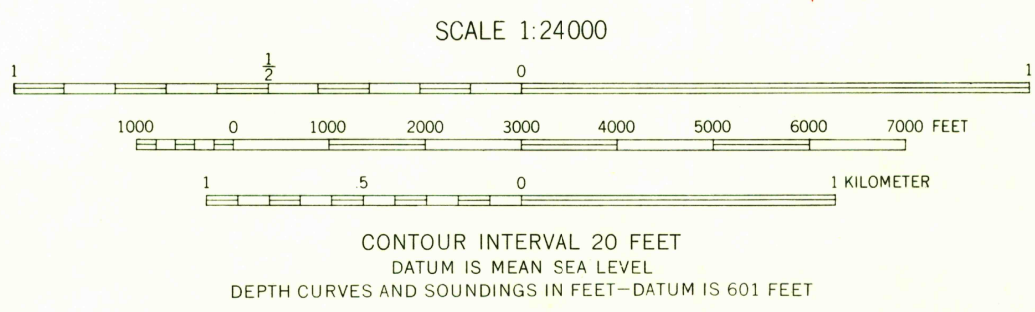 SCALE 1:24000
1 1/2 0 1
1000 0 1000 2000 3000 4000 5000 6000 7000 FEET
1 .5 0 1 KILOMETER
CONTOUR INTERVAL 20 FEET
DATUM IS MEAN SEA LEVEL
DEPTH CURVES AND SOUNDINGS IN FEET—DATUM IS 601 FEET